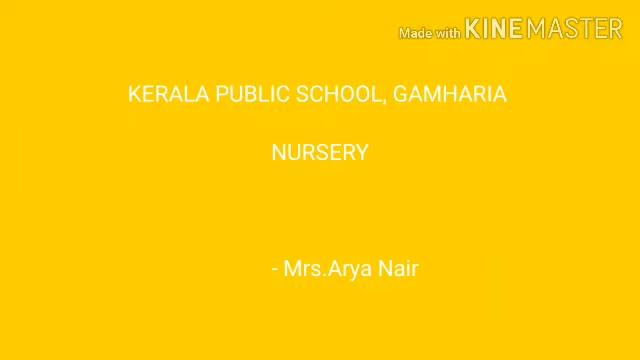 Made with KINEMASTER
KERALA PUBLIC SCHOOL, GAMHARIA
NURSERY
- Mrs.Arya Nair